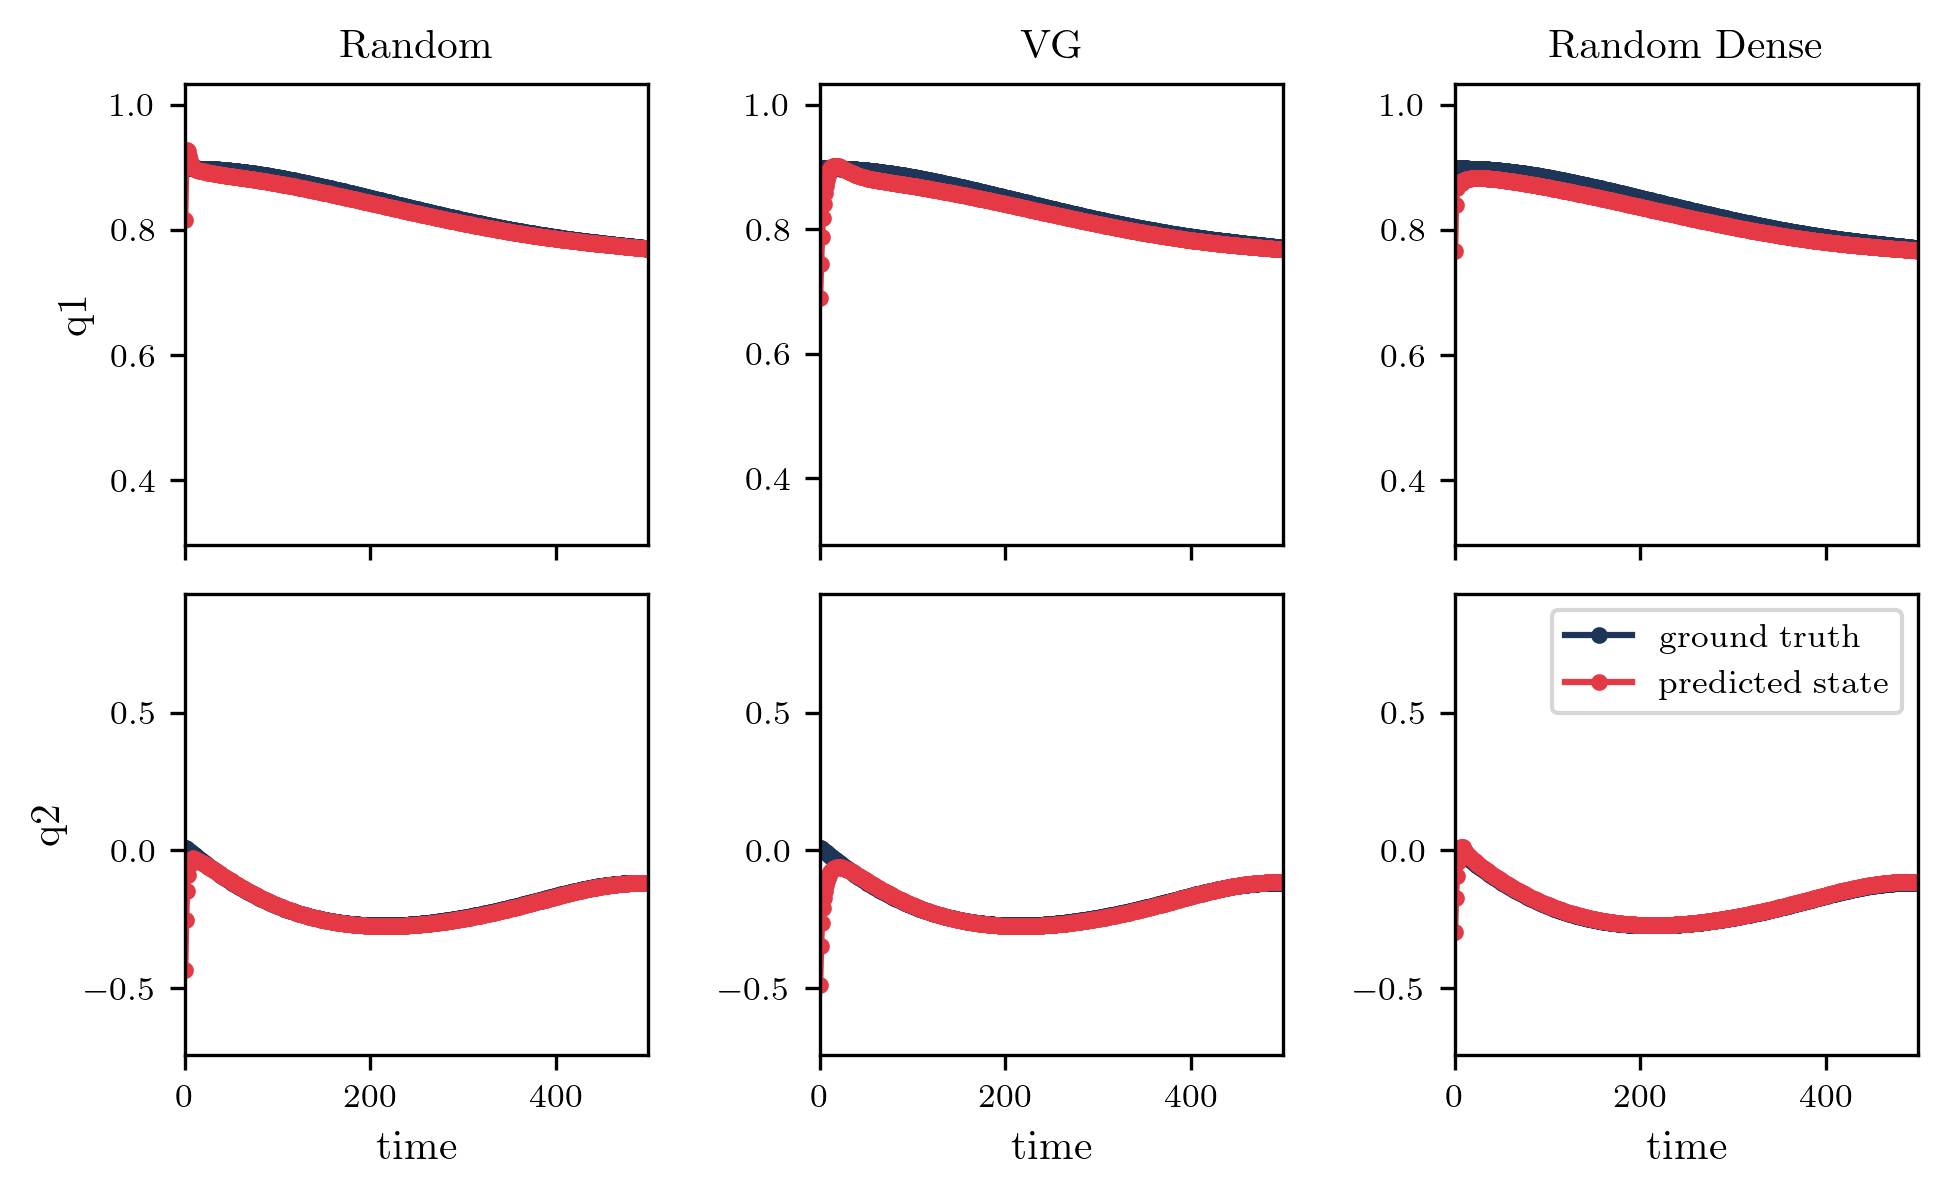 Random VG Random Dense
1.0 1.0 1.0
0.8 0.8 0.8
q1
0.6 0.6 0.6
0.4 0.4 0.4
ground truth
predicted state
0.5 0.5 0.5
q2
0.0 0.0 0.0
−0.5 −0.5 −0.5
0 200 400 0 200 400 0 200 400
time time time